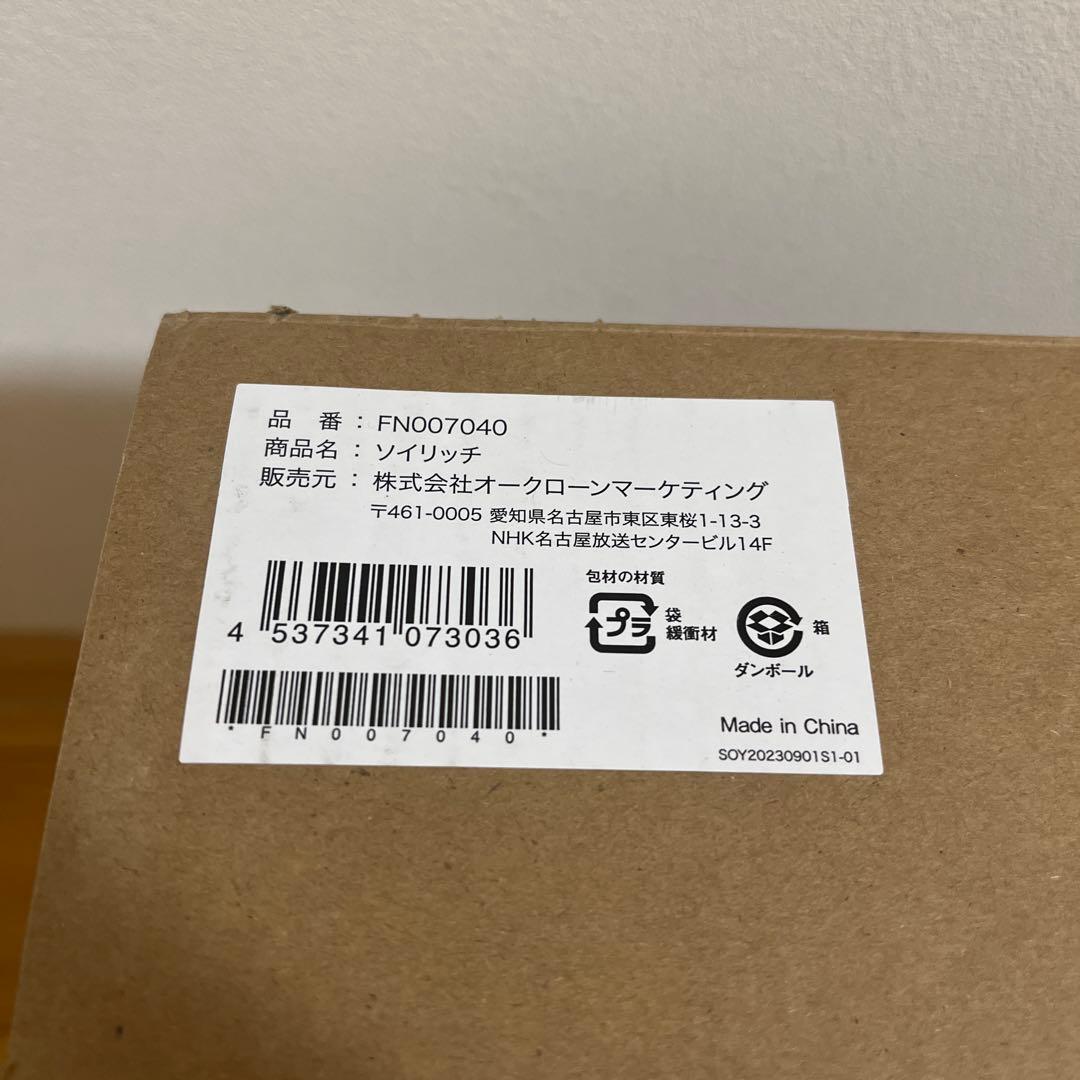 品 番 : FN007040
商品名 : ソイリッチ
販売元 : 株式会社オークローンマーケティング
〒461-0005 愛知県名古屋市東区東桜1-13-3
NHK名古屋放送センタービル14F
包材の材質
プラ 袋
緩衝材
箱
ダンボール
4 537341 073036
*FN007040*
Made in China
SOY20230901S1-01